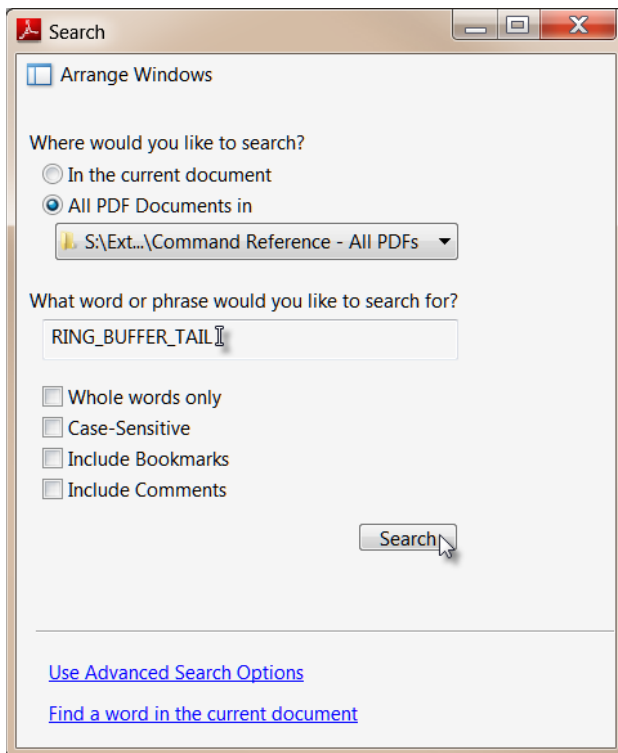 Search
Arrange Windows
Where would you like to search?
In the current document
All PDF Documents in
S:\Ext...\Command Reference - All PDFs
What word or phrase would you like to search for?
RING_BUFFER_TAIL
Whole words only
Case-Sensitive
Include Bookmarks
Include Comments
Search
Use Advanced Search Options
Find a word in the current document